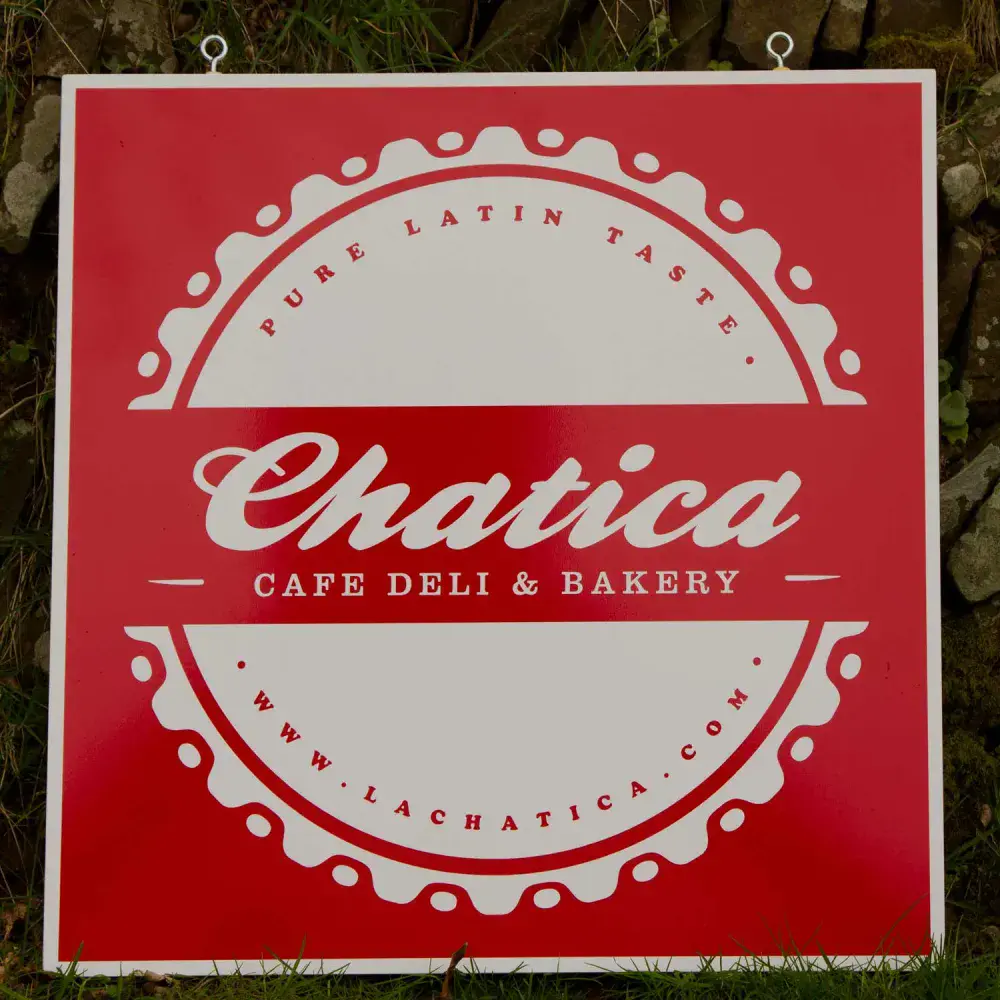 PURE LATIN TASTE •
Chatica
CAFE DELI & BAKERY
• WWW.LACHATICA.COM •